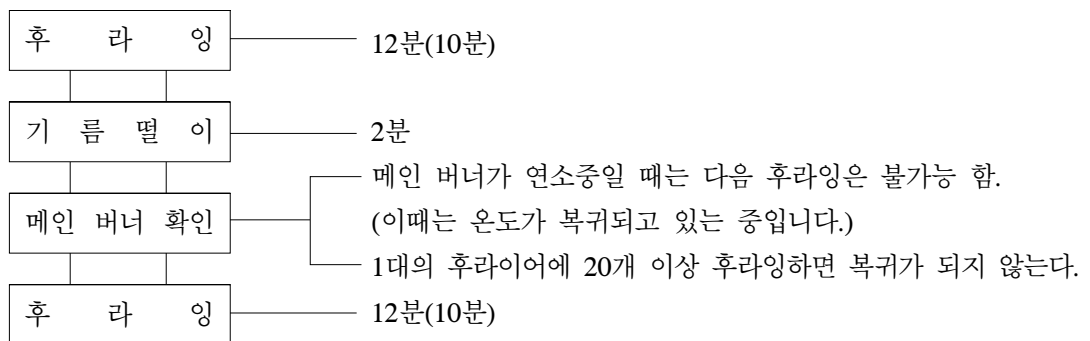 후 라 잉 12분(10분)
기 름 떨 이 2분
메인 버너가 연소중일 때는 다음 후라잉은 불가능 함.
메인 버너 확인 (이때는 온도가 복귀되고 있는 중입니다.)
1대의 후라이어에 20개 이상 후라잉하면 복귀가 되지 않는다.
후 라 잉 12분(10분)